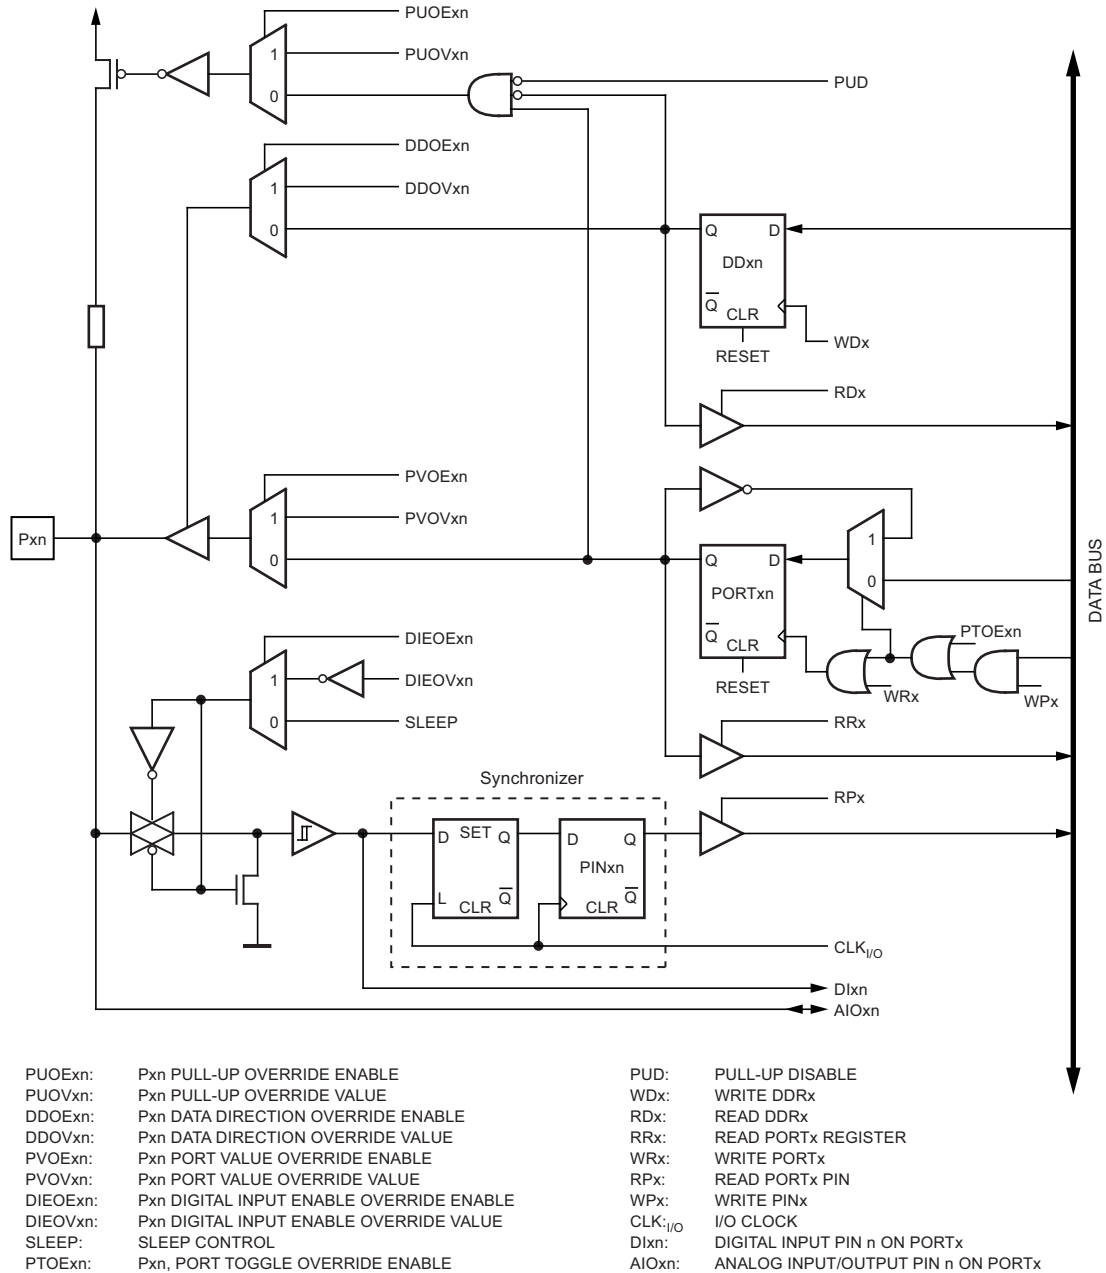 PUOExn
PUOVxn
1
0
PUD
DDOExn
DDOVxn
1
0
Q D
DDxn
Q
CLR
RESET
WDx
RDx
PVOExn
PVOVxn
1
0
Pxn
1
0
Q D
PORTxn
Q
CLR
RESET
PTOExn
WRx
WPx
DATA BUS
DIEOExn
DIEOVxn
1
0
SLEEP
RRx
Synchronizer
RPx
D SET Q
L CLR Q
D Q
PINxn
CLR Q
CLKI/O
DIxn
AIOxn
PUOExn: Pxn PULL-UP OVERRIDE ENABLE
PUOVxn: Pxn PULL-UP OVERRIDE VALUE
DDOExn: Pxn DATA DIRECTION OVERRIDE ENABLE
DDOVxn: Pxn DATA DIRECTION OVERRIDE VALUE
PVOExn: Pxn PORT VALUE OVERRIDE ENABLE
PVOVxn: Pxn PORT VALUE OVERRIDE VALUE
DIEOExn: Pxn DIGITAL INPUT ENABLE OVERRIDE ENABLE
DIEOVxn: Pxn DIGITAL INPUT ENABLE OVERRIDE VALUE
SLEEP: SLEEP CONTROL
PTOExn: Pxn, PORT TOGGLE OVERRIDE ENABLE
PUD: PULL-UP DISABLE
WDx: WRITE DDRx
RDx: READ DDRx
RRx: READ PORTx REGISTER
WRx: WRITE PORTx
RPx: READ PORTx PIN
WPx: WRITE PINx
CLK:I/O I/O CLOCK
DIxn: DIGITAL INPUT PIN n ON PORTx
AIOxn: ANALOG INPUT/OUTPUT PIN n ON PORTx